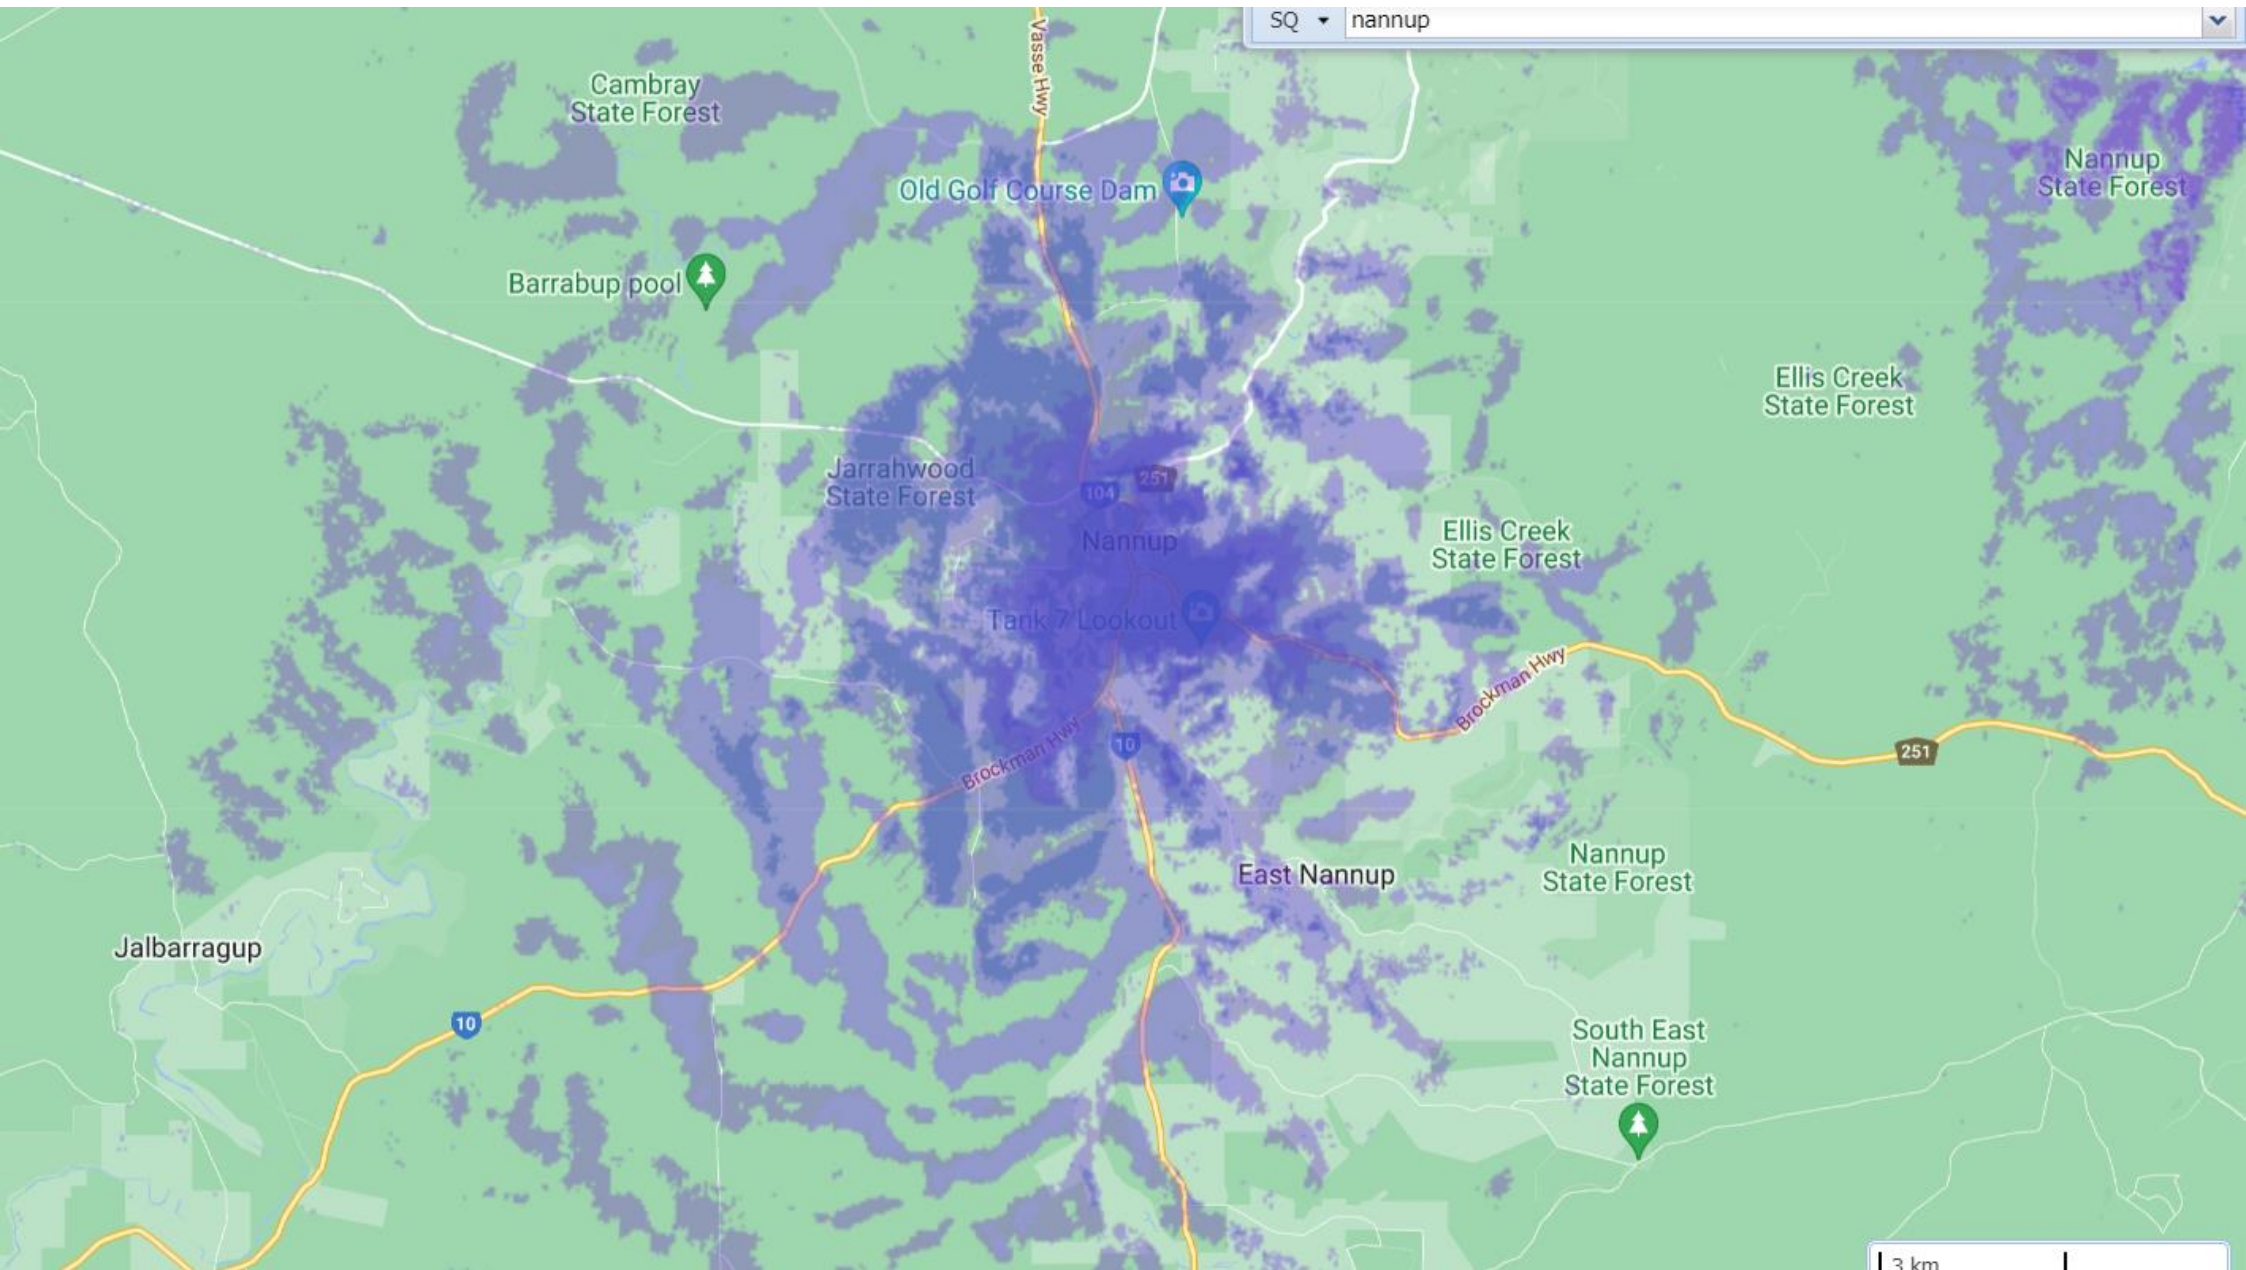 SQ nannup
Vasse Hwy
Cambray
State Forest
Old Golf Course Dam
Nannup
State Forest
Barrabup pool
Ellis Creek
State Forest
Jarrahwood
State Forest
104
251
Nannup
Ellis Creek
State Forest
Tank 7 Lookout
Brockman Hwy
Brockman Hwy
10
251
East Nannup
Nannup
State Forest
Jalbarragup
10
South East
Nannup
State Forest
3 km